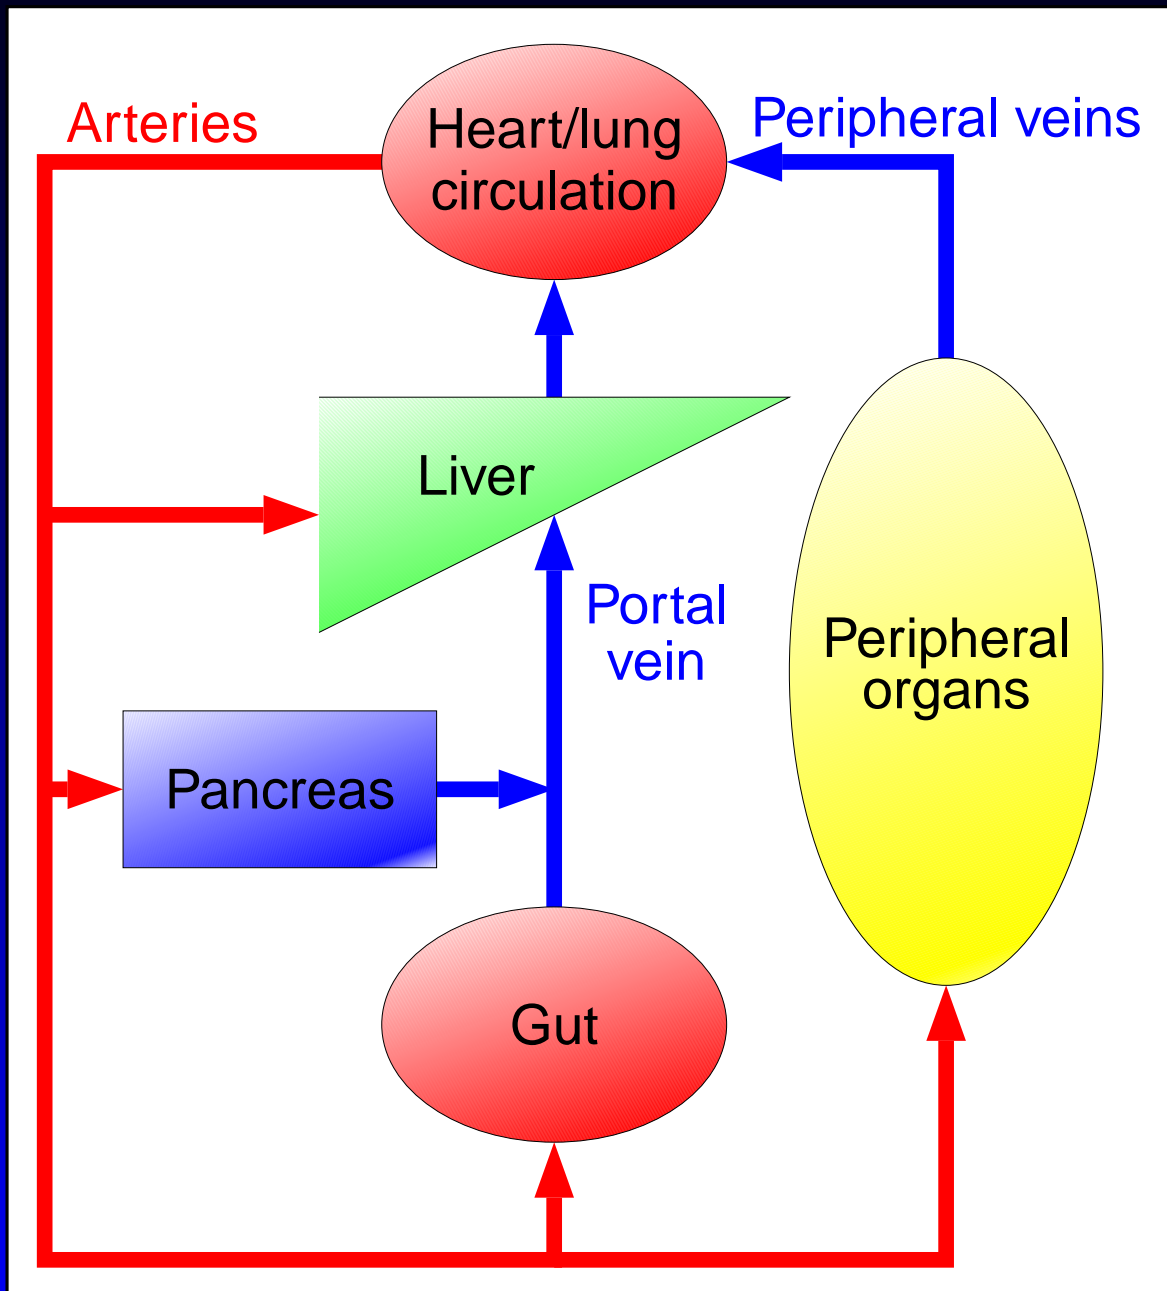 Arteries
Heart/lung
circulation
Peripheral veins
Liver
Portal
vein
Peripheral
organs
Pancreas
Gut